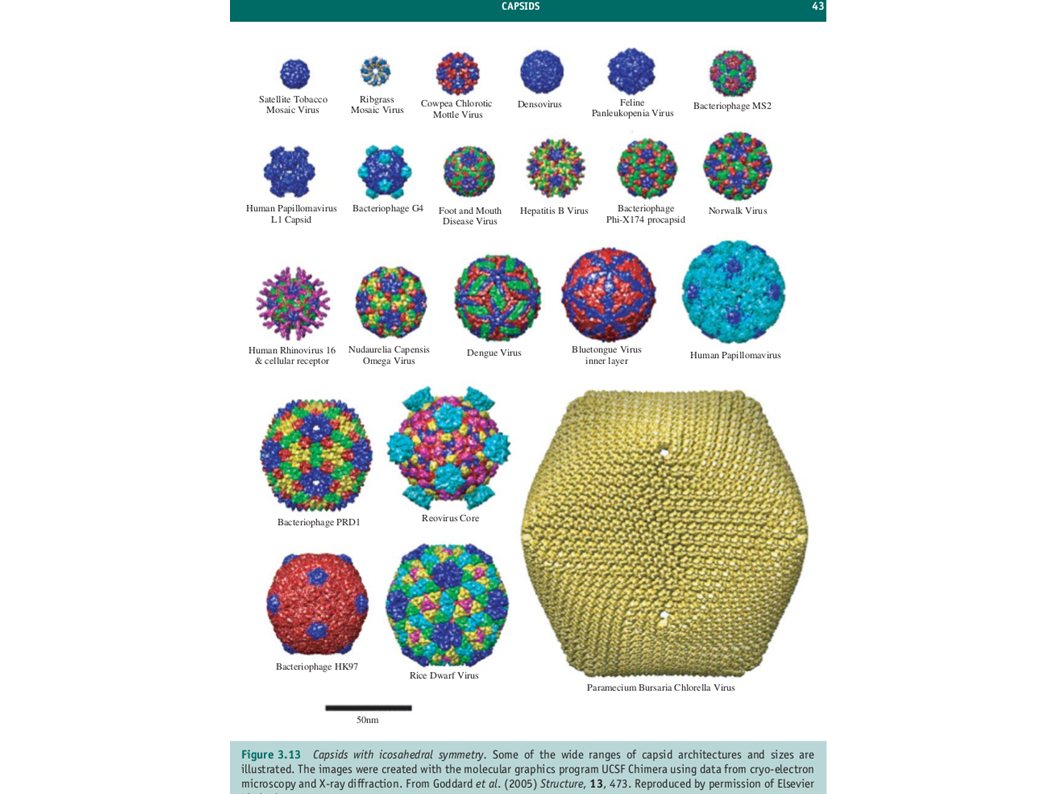 CAPSIDS 43
Satellite Tobacco
Mosaic Virus
Ribgrass
Mosaic Virus
Cowpea Chlorotic
Mottle Virus
Densovirus
Feline
Panleukopenia Virus
Bacteriophage MS2
Human Papillomavirus
L1 Capsid
Bacteriophage G4
Foot and Mouth
Disease Virus
Hepatitis B Virus
Bacteriophage
Phi-X174 procapsid
Norwalk Virus
Human Rhinovirus 16
& cellular receptor
Nudaurelia Capensis
Omega Virus
Dengue Virus
Bluetongue Virus
inner layer
Human Papillomavirus
Bacteriophage PRD1
Reovirus Core
Bacteriophage HK97
Rice Dwarf Virus
Paramecium Bursaria Chlorella Virus
50nm
Figure 3.13 Capsids with icosahedral symmetry. Some of the wide ranges of capsid architectures and sizes are
illustrated. The images were created with the molecular graphics program UCSF Chimera using data from cryo-electron
microscopy and X-ray diffraction. From Goddard et al. (2005) Structure, 13, 473. Reproduced by permission of Elsevier